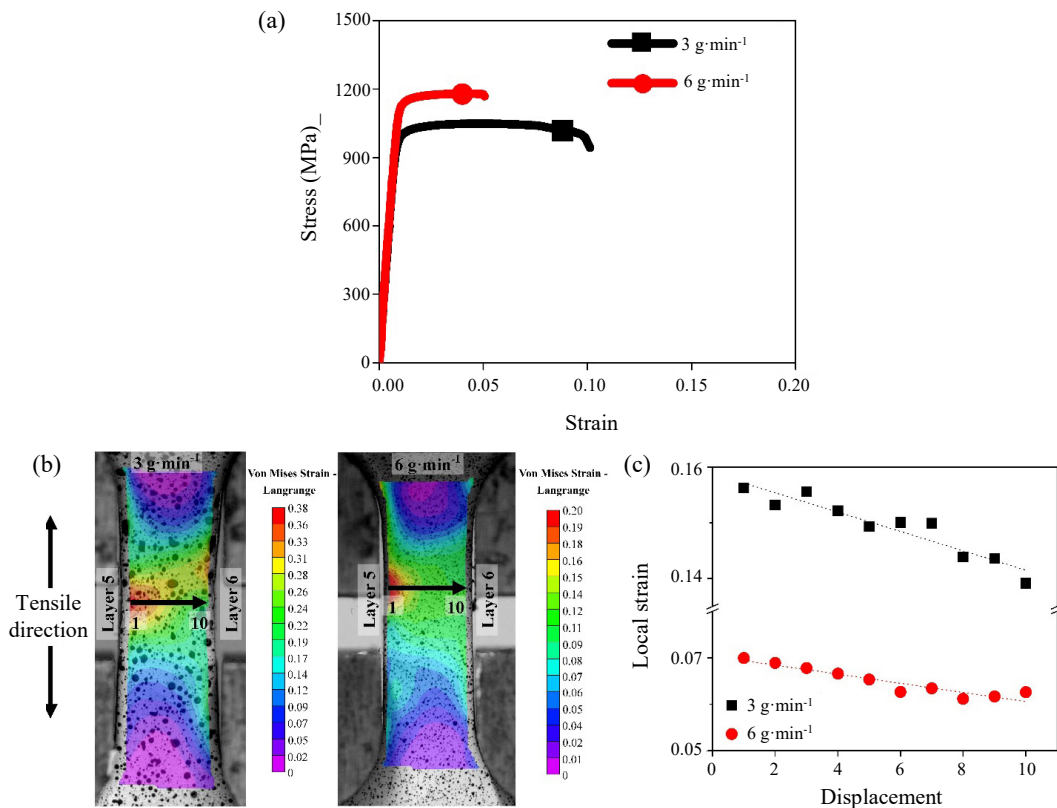 (a)
1500
1200
900
600
300
0
Stress (MPa)_
3 g·min⁻¹
6 g·min⁻¹
0.00
0.05
0.10
0.15
0.20
Strain
(b)
Tensile
direction
3 g·min⁻¹
Layer 5
1
10
Layer 6
Von Mises Strain -
Langrange
0.38
0.36
0.33
0.31
0.28
0.26
0.24
0.22
0.19
0.17
0.14
0.12
0.09
0.07
0.05
0.02
0
6 g·min⁻¹
Layer 5
1
10
Layer 6
Von Mises Strain -
Langrange
0.20
0.19
0.18
0.16
0.15
0.14
0.12
0.11
0.10
0.09
0.07
0.06
0.05
0.04
0.02
0.01
0
(c)
0.16
0.14
0.07
0.05
Local strain
3 g·min⁻¹
6 g·min⁻¹
0
2
4
6
8
10
Displacement